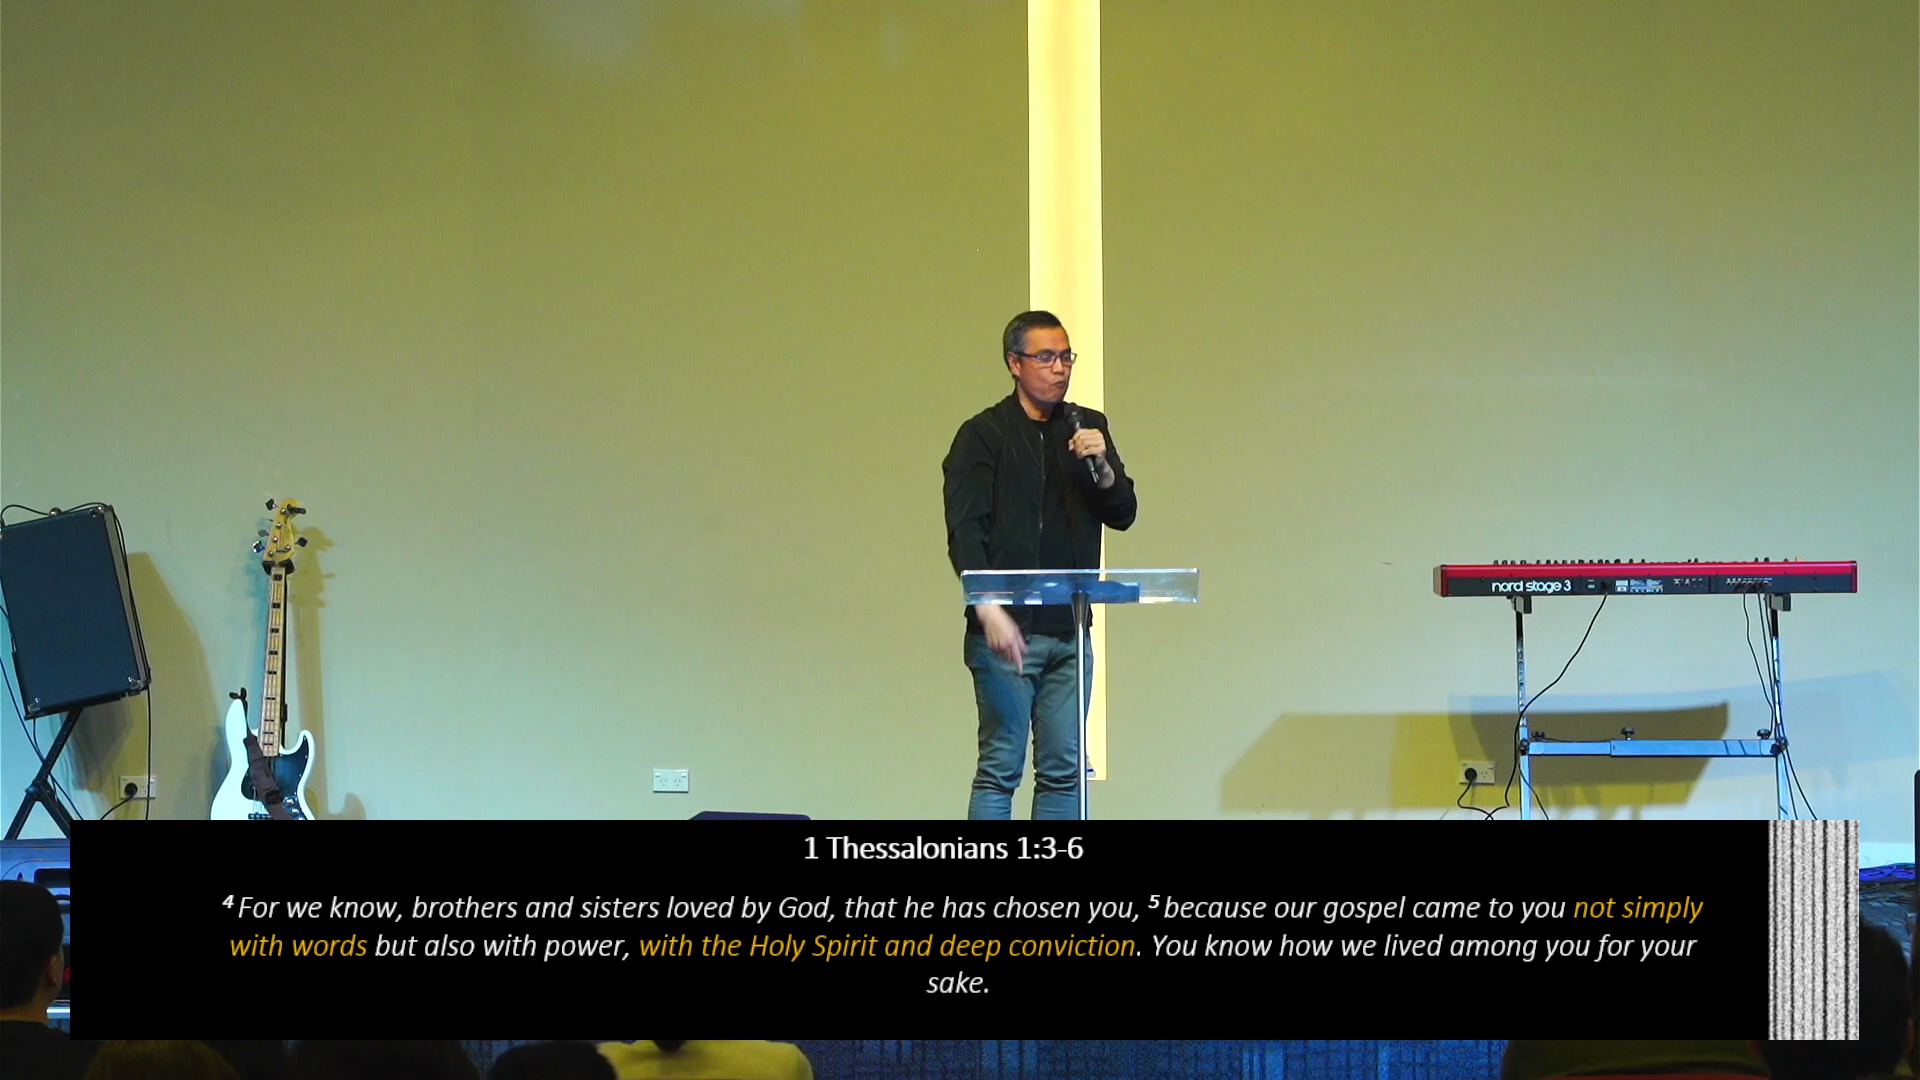 nord stage 3
1 Thessalonians 1:3-6
4 For we know, brothers and sisters loved by God, that he has chosen you, 5 because our gospel came to you not simply
with words but also with power, with the Holy Spirit and deep conviction. You know how we lived among you for your
sake.